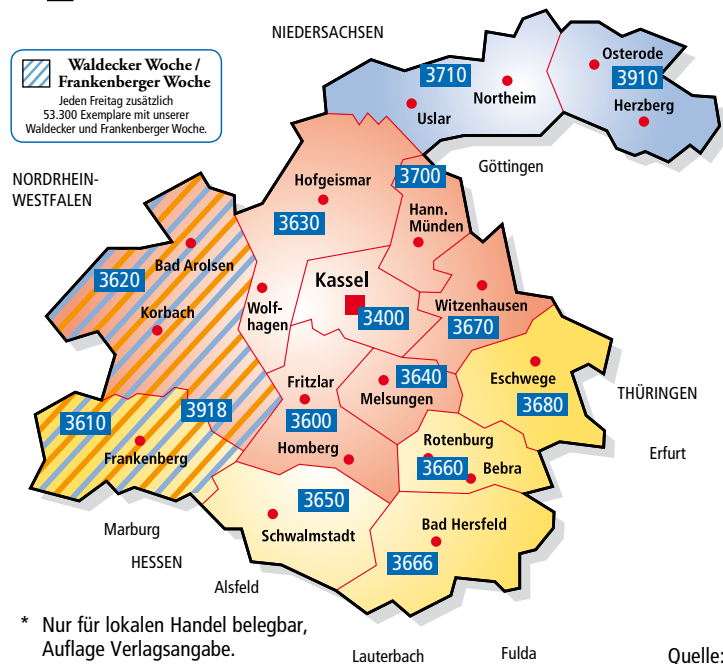 NIEDERSACHSEN
Waldecker Woche /
Frankenberger Woche
Jeden Freitag zusätzlich
53.300 Exemplare mit unserer
Waldecker und Frankenberger Woche.
3710
Osterode
3910
Northeim
Uslar
Herzberg
Göttingen
NORDRHEIN-
WESTFALEN
Hofgeismar
3700
3630
Hann.
Münden
Bad Arolsen
3620
Kassel
Wolf-
hagen
3400
Witzenhausen
3670
Korbach
Fritzlar
3640
Melsungen
Eschwege
3680
THÜRINGEN
3610
3918
3600
Frankenberg
Homberg
Rotenburg
3660
Bebra
Erfurt
3650
Schwalmstadt
Bad Hersfeld
3666
Marburg
HESSEN
Alsfeld
* Nur für lokalen Handel belegbar,
Auflage Verlagsangabe.
Lauterbach
Fulda
Quelle: